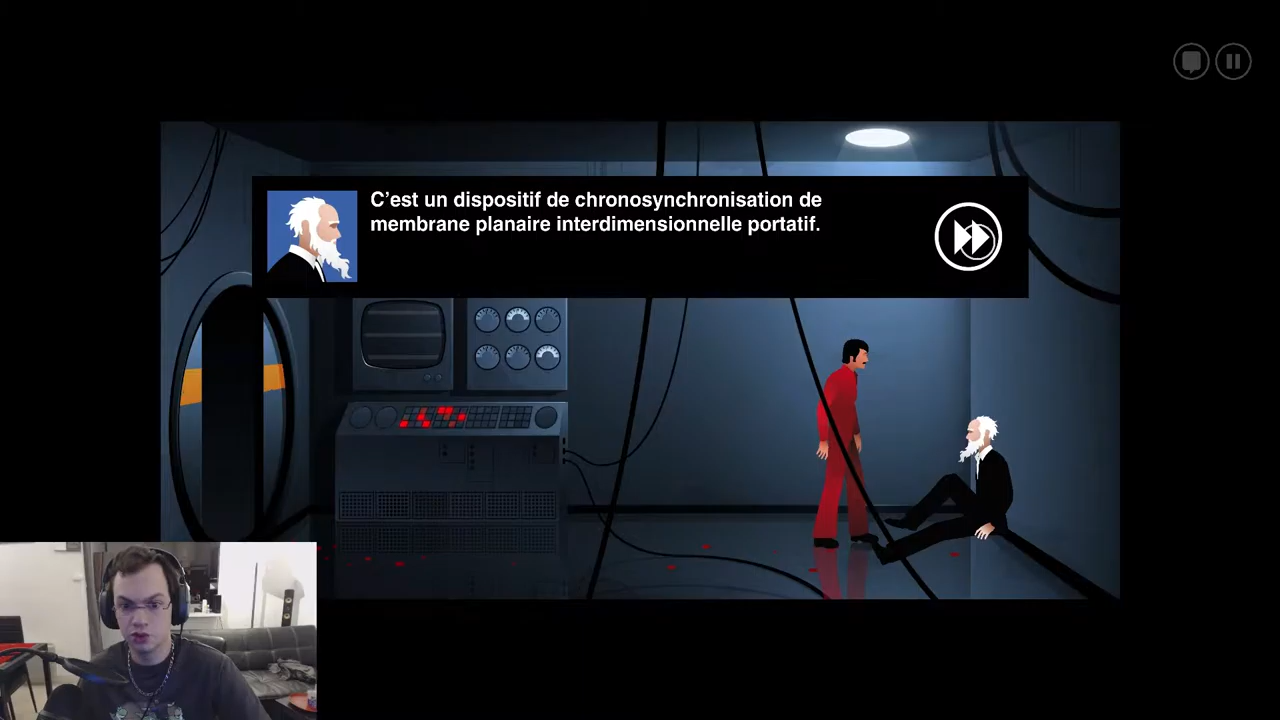 C’est un dispositif de chronosynchronisation de
membrane planaire interdimensionnelle portatif.